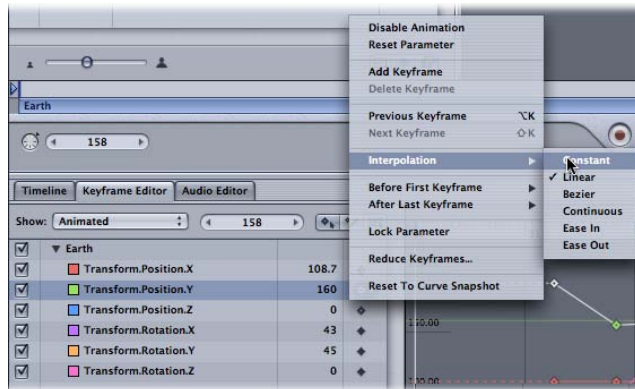 Disable Animation
Reset Parameter
Add Keyframe
Delete Keyframe
Earth
Previous Keyframe ⌥K
Next Keyframe ⇧K
158
Interpolation
Constant
✓ Linear
Bezier
Continuous
Ease In
Ease Out
Before First Keyframe
After Last Keyframe
Lock Parameter
Reduce Keyframes...
Reset To Curve Snapshot
Timeline Keyframe Editor Audio Editor
Show: Animated 158
Earth
Transform.Position.X 108.7
Transform.Position.Y 160
Transform.Position.Z 0
Transform.Rotation.X 43
Transform.Rotation.Y 45
Transform.Rotation.Z 0